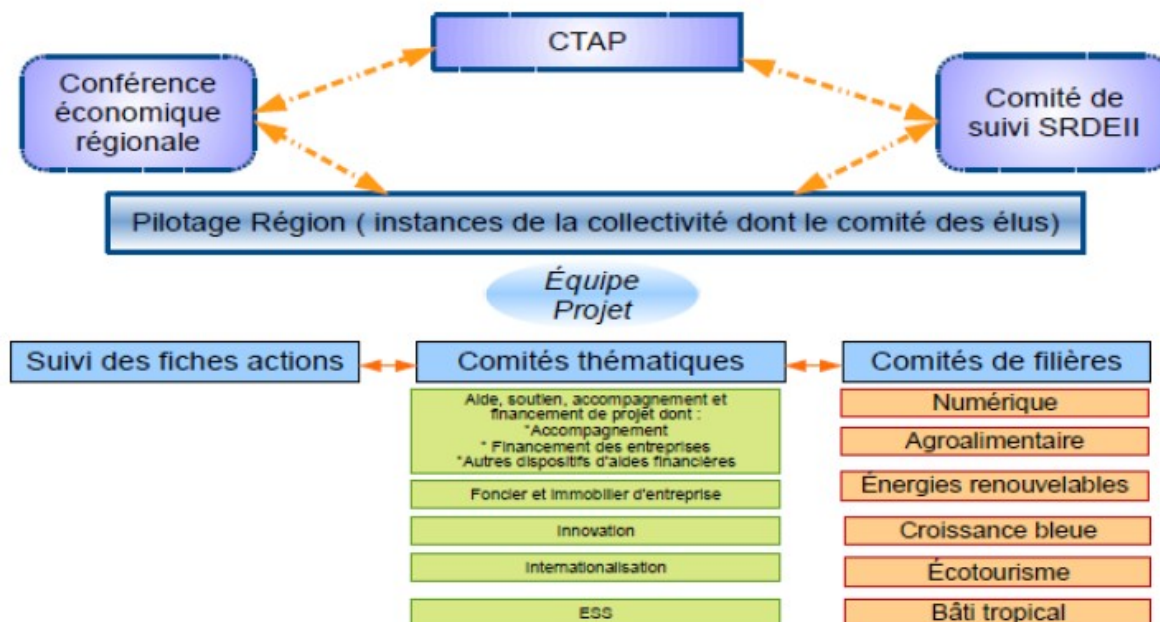 CTAP
Conférence
économique
régionale
Comité de
suivi SRDEII
Pilotage Région ( instances de la collectivité dont le comité des élus)
Équipe
Projet
Suivi des fiches actions
Comités thématiques
Comités de filières
Aide, soutien, accompagnement et
financement de projet dont :
*Accompagnement
* Financement des entreprises
*Autres dispositifs d'aides financières
Foncier et immobilier d'entreprise
Innovation
Internationalisation
ESS
Numérique
Agroalimentaire
Énergies renouvelables
Croissance bleue
Écotourisme
Bâti tropical